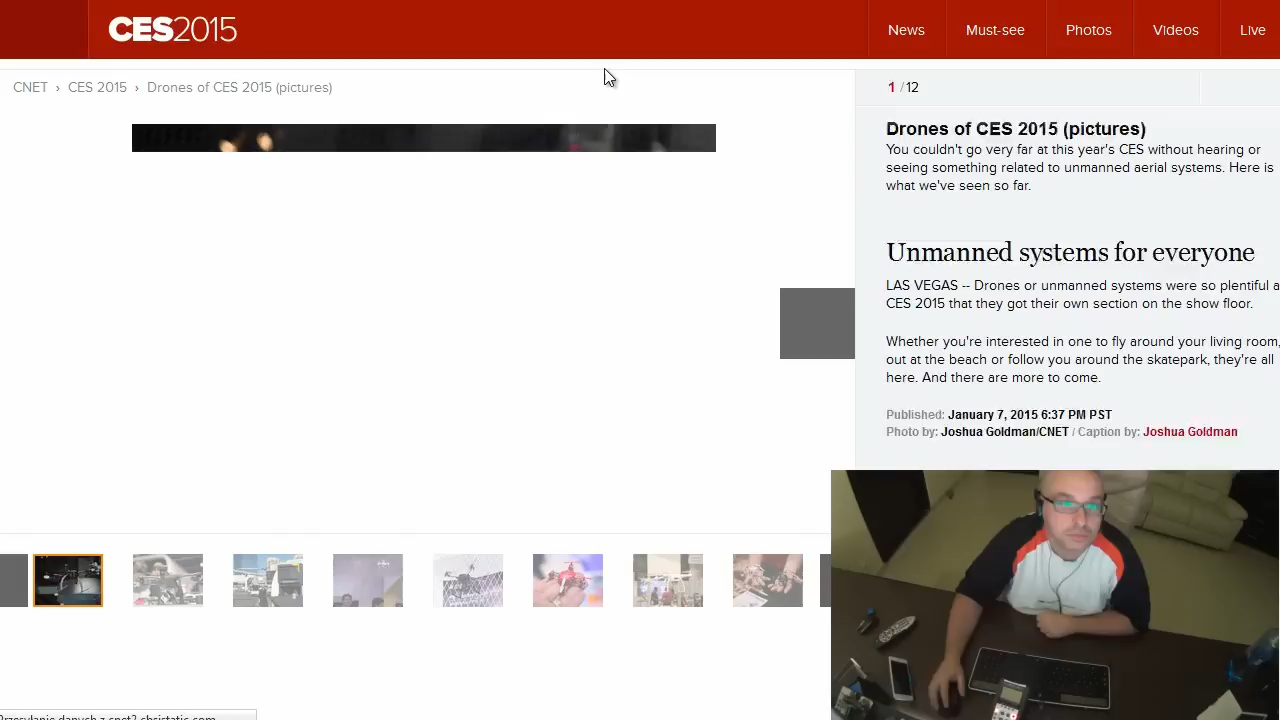 CES2015
News
Must-see
Photos
Videos
Live
CNET › CES 2015 › Drones of CES 2015 (pictures)
1 / 12
Drones of CES 2015 (pictures)
You couldn't go very far at this year's CES without hearing or
seeing something related to unmanned aerial systems. Here is
what we've seen so far.
Unmanned systems for everyone
LAS VEGAS -- Drones or unmanned systems were so plentiful a
CES 2015 that they got their own section on the show floor.
Whether you're interested in one to fly around your living room,
out at the beach or follow you around the skatepark, they're all
here. And there are more to come.
Published: January 7, 2015 6:37 PM PST
Photo by: Joshua Goldman/CNET / Caption by: Joshua Goldman